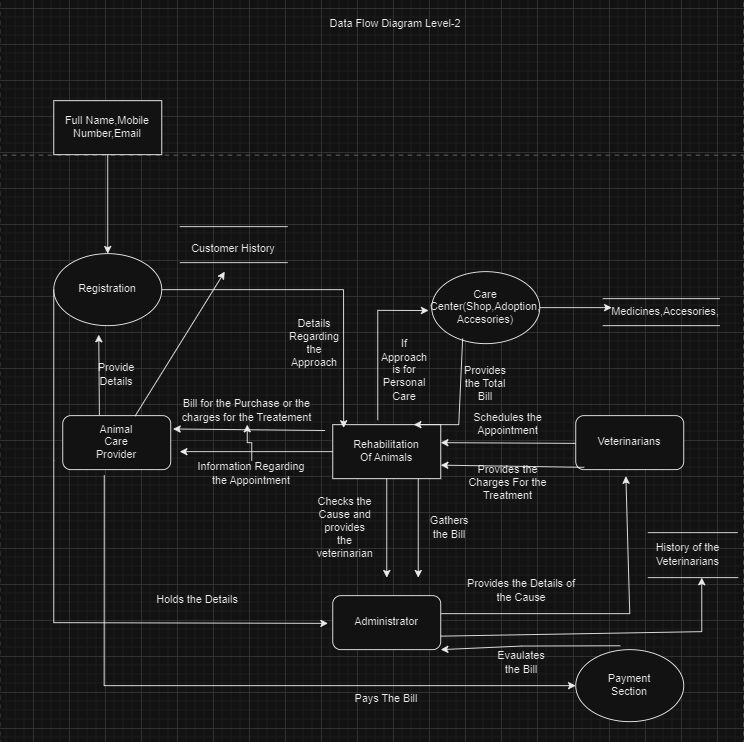 Data Flow Diagram Level-2
Full Name,Mobile
Number,Email
Customer History
Registration
Care
Center(Shop,Adoption,
Accesories)
Medicines,Accesories,
Details
Regarding
the
Approach
If
Approach
is for
Personal
Care
Provide
Details
Provides
the Total
Bill
Bill for the Purchase or the
charges for the Treatement
Schedules the
Appointment
Animal
Care
Provider
Rehabilitation
Of Animals
Veterinarians
Information Regarding
the Appointment
Provides the
Charges For the
Treatment
Checks the
Cause and
provides
the
veterinarian
Gathers
the Bill
History of the
Veterinarians
Provides the Details of
the Cause
Holds the Details
Administrator
Evaulates
the Bill
Payment
Section
Pays The Bill